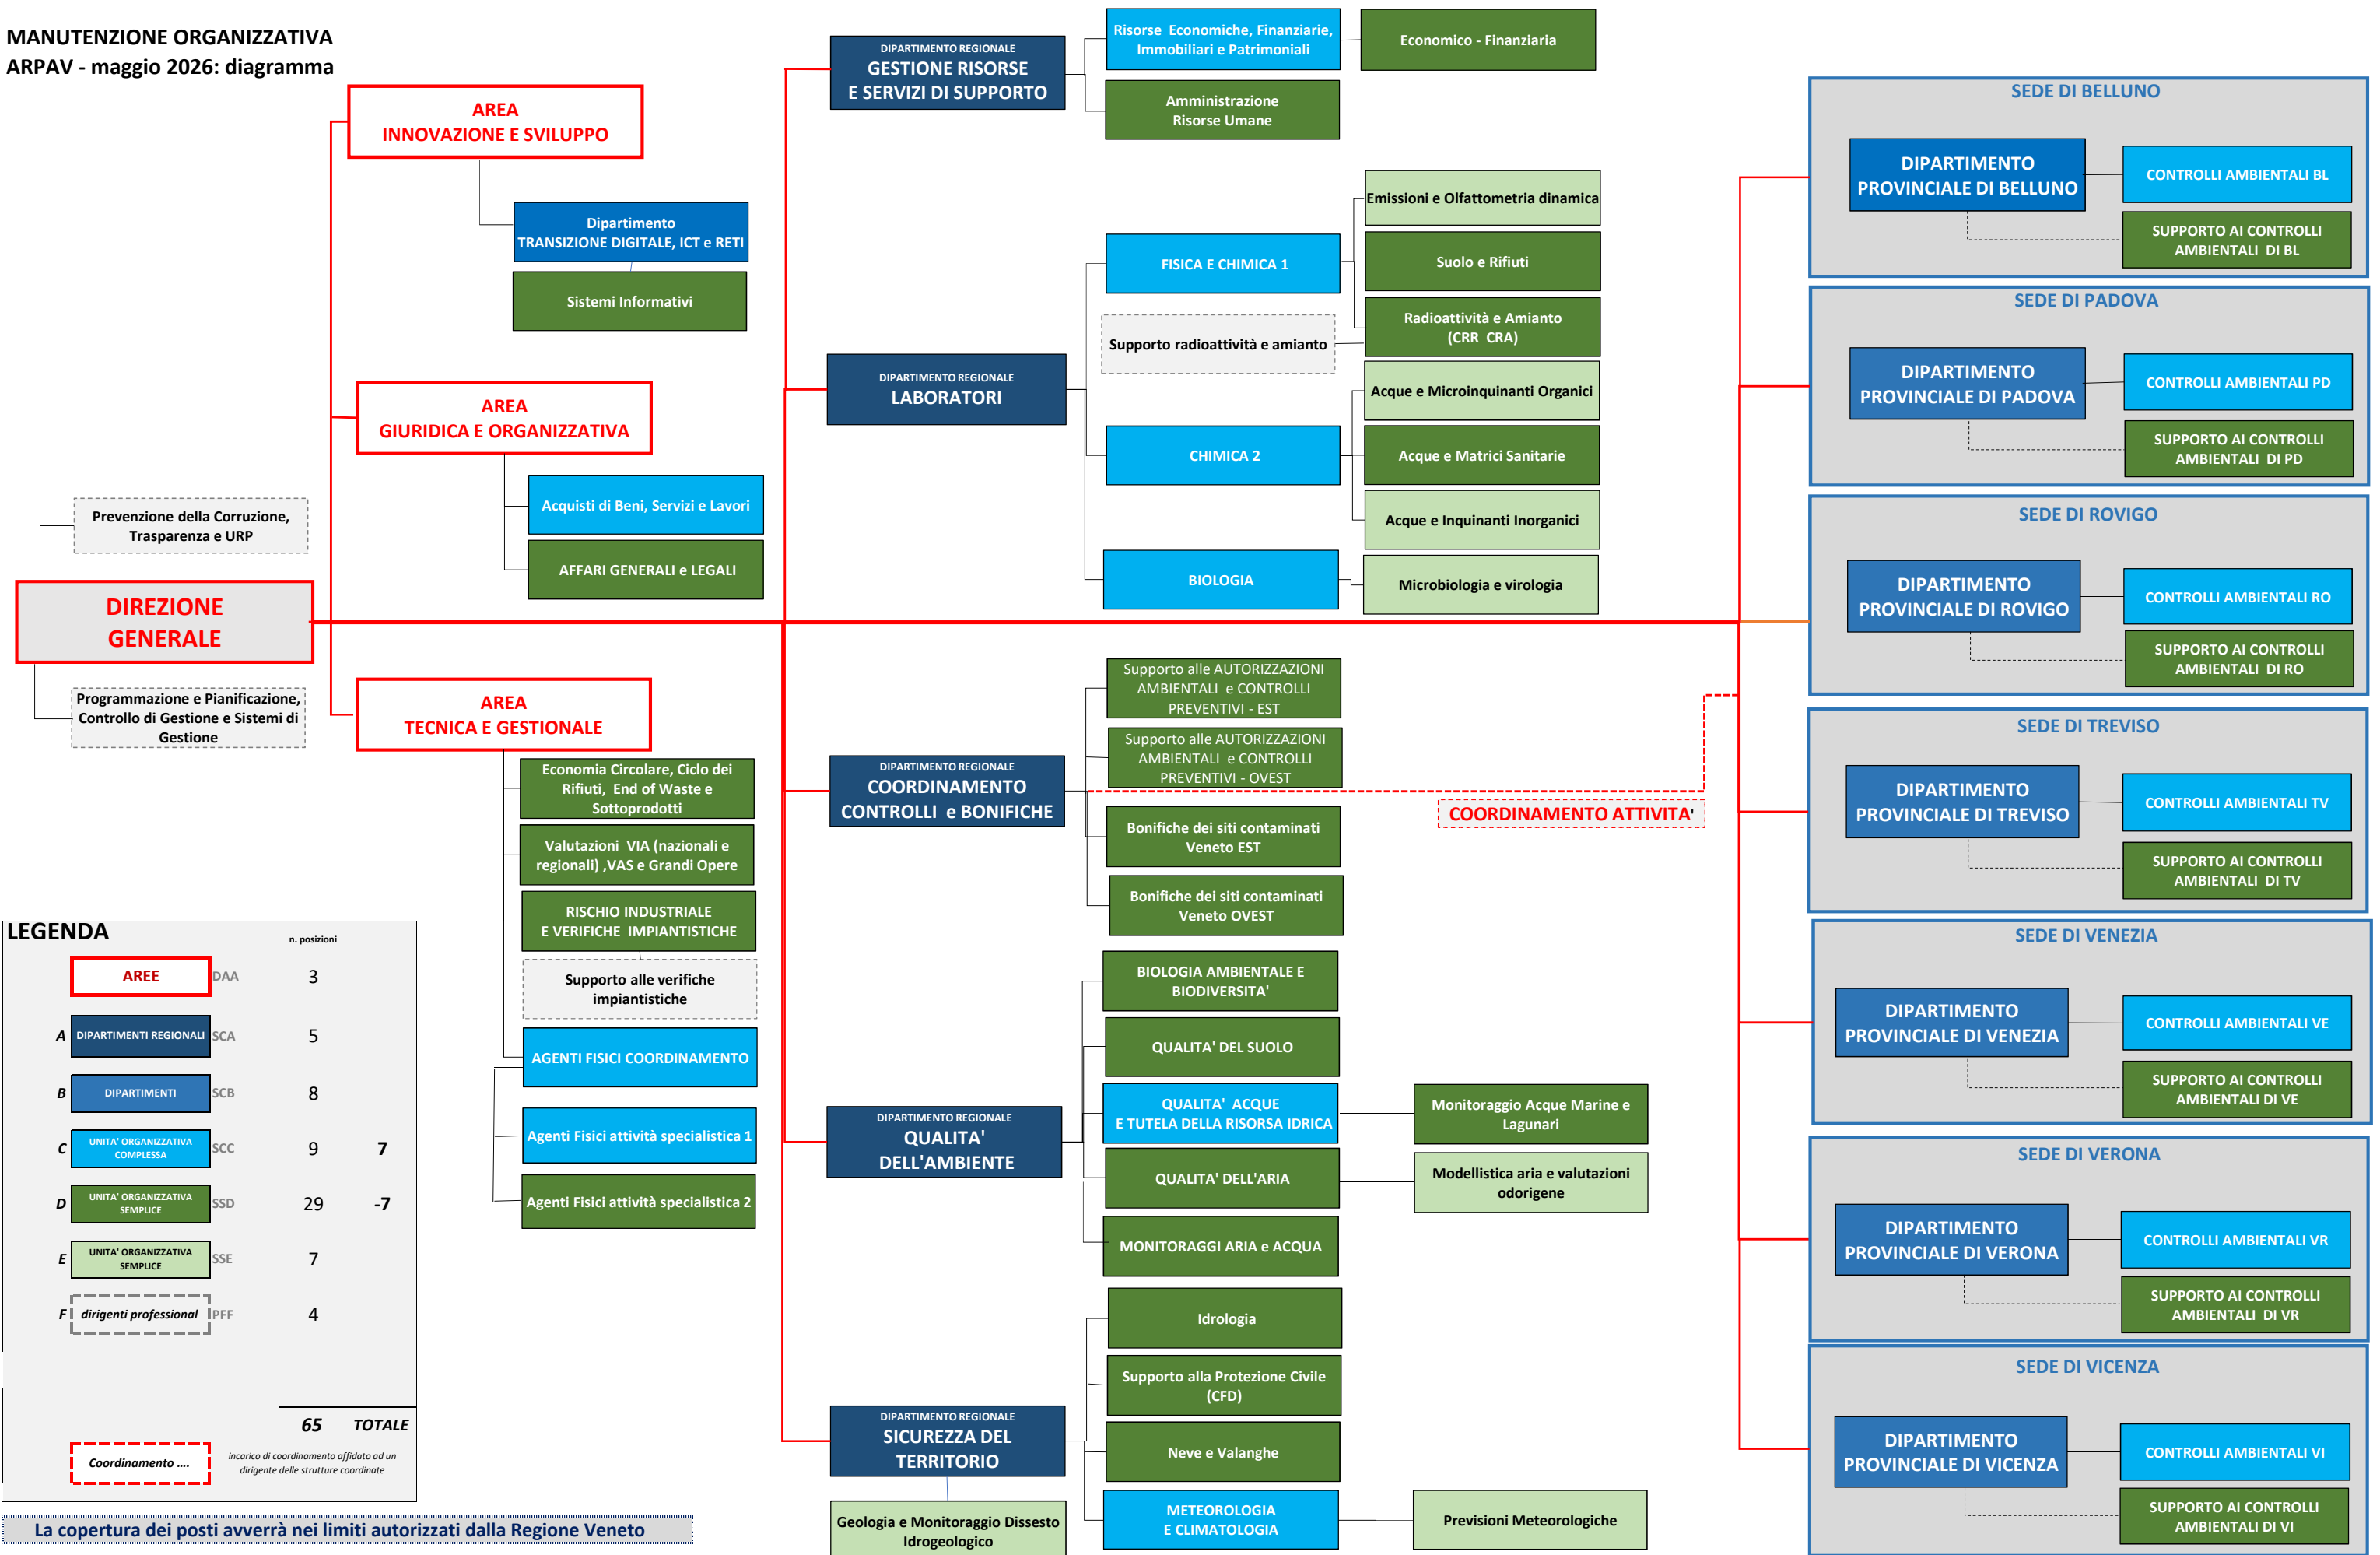 MANUTENZIONE ORGANIZZATIVA
ARPAV - maggio 2026: diagramma
AREA
INNOVAZIONE E SVILUPPO
Dipartimento
TRANSIZIONE DIGITALE, ICT e RETI
Sistemi Informativi
AREA
GIURIDICA E ORGANIZZATIVA
Acquisti di Beni, Servizi e Lavori
AFFARI GENERALI e LEGALI
Prevenzione della Corruzione,
Trasparenza e URP
DIREZIONE
GENERALE
Programmazione e Pianificazione,
Controllo di Gestione e Sistemi di
Gestione
AREA
TECNICA E GESTIONALE
Economia Circolare, Ciclo dei
Rifiuti, End of Waste e
Sottoprodotti
Valutazioni VIA (nazionali e
regionali) ,VAS e Grandi Opere
RISCHIO INDUSTRIALE
E VERIFICHE IMPIANTISTICHE
Supporto alle verifiche
impiantistiche
AGENTI FISICI COORDINAMENTO
Agenti Fisici attività specialistica 1
Agenti Fisici attività specialistica 2
LEGENDA
n. posizioni
AREE DAA 3
A DIPARTIMENTI REGIONALI SCA 5
B DIPARTIMENTI SCB 8
C UNITA' ORGANIZZATIVA
COMPLESSA SCC 9 7
D UNITA' ORGANIZZATIVA
SEMPLICE SSD 29 -7
E UNITA' ORGANIZZATIVA
SEMPLICE SSE 7
F dirigenti professional PFF 4
65 TOTALE
Coordinamento ....
incarico di coordinamento affidato ad un
dirigente delle strutture coordinate
La copertura dei posti avverrà nei limiti autorizzati dalla Regione Veneto
DIPARTIMENTO REGIONALE
GESTIONE RISORSE
E SERVIZI DI SUPPORTO
Risorse Economiche, Finanziarie,
Immobiliari e Patrimoniali
Economico - Finanziaria
Amministrazione
Risorse Umane
DIPARTIMENTO REGIONALE
LABORATORI
FISICA E CHIMICA 1
Emissioni e Olfattometria dinamica
Suolo e Rifiuti
Radioattività e Amianto
(CRR CRA)
Supporto radioattività e amianto
CHIMICA 2
Acque e Microinquinanti Organici
Acque e Matrici Sanitarie
Acque e Inquinanti Inorganici
BIOLOGIA
Microbiologia e virologia
DIPARTIMENTO REGIONALE
COORDINAMENTO
CONTROLLI e BONIFICHE
Supporto alle AUTORIZZAZIONI
AMBIENTALI e CONTROLLI
PREVENTIVI - EST
Supporto alle AUTORIZZAZIONI
AMBIENTALI e CONTROLLI
PREVENTIVI - OVEST
Bonifiche dei siti contaminati
Veneto EST
Bonifiche dei siti contaminati
Veneto OVEST
COORDINAMENTO ATTIVITA'
DIPARTIMENTO REGIONALE
QUALITA'
DELL'AMBIENTE
BIOLOGIA AMBIENTALE E
BIODIVERSITA'
QUALITA' DEL SUOLO
QUALITA' ACQUE
E TUTELA DELLA RISORSA IDRICA
Monitoraggio Acque Marine e
Lagunari
QUALITA' DELL'ARIA
Modellistica aria e valutazioni
odorigene
MONITORAGGI ARIA e ACQUA
DIPARTIMENTO REGIONALE
SICUREZZA DEL
TERRITORIO
Idrologia
Supporto alla Protezione Civile
(CFD)
Neve e Valanghe
METEOROLOGIA
E CLIMATOLOGIA
Previsioni Meteorologiche
Geologia e Monitoraggio Dissesto
Idrogeologico
SEDE DI BELLUNO
DIPARTIMENTO
PROVINCIALE DI BELLUNO
CONTROLLI AMBIENTALI BL
SUPPORTO AI CONTROLLI
AMBIENTALI DI BL
SEDE DI PADOVA
DIPARTIMENTO
PROVINCIALE DI PADOVA
CONTROLLI AMBIENTALI PD
SUPPORTO AI CONTROLLI
AMBIENTALI DI PD
SEDE DI ROVIGO
DIPARTIMENTO
PROVINCIALE DI ROVIGO
CONTROLLI AMBIENTALI RO
SUPPORTO AI CONTROLLI
AMBIENTALI DI RO
SEDE DI TREVISO
DIPARTIMENTO
PROVINCIALE DI TREVISO
CONTROLLI AMBIENTALI TV
SUPPORTO AI CONTROLLI
AMBIENTALI DI TV
SEDE DI VENEZIA
DIPARTIMENTO
PROVINCIALE DI VENEZIA
CONTROLLI AMBIENTALI VE
SUPPORTO AI CONTROLLI
AMBIENTALI DI VE
SEDE DI VERONA
DIPARTIMENTO
PROVINCIALE DI VERONA
CONTROLLI AMBIENTALI VR
SUPPORTO AI CONTROLLI
AMBIENTALI DI VR
SEDE DI VICENZA
DIPARTIMENTO
PROVINCIALE DI VICENZA
CONTROLLI AMBIENTALI VI
SUPPORTO AI CONTROLLI
AMBIENTALI DI VI